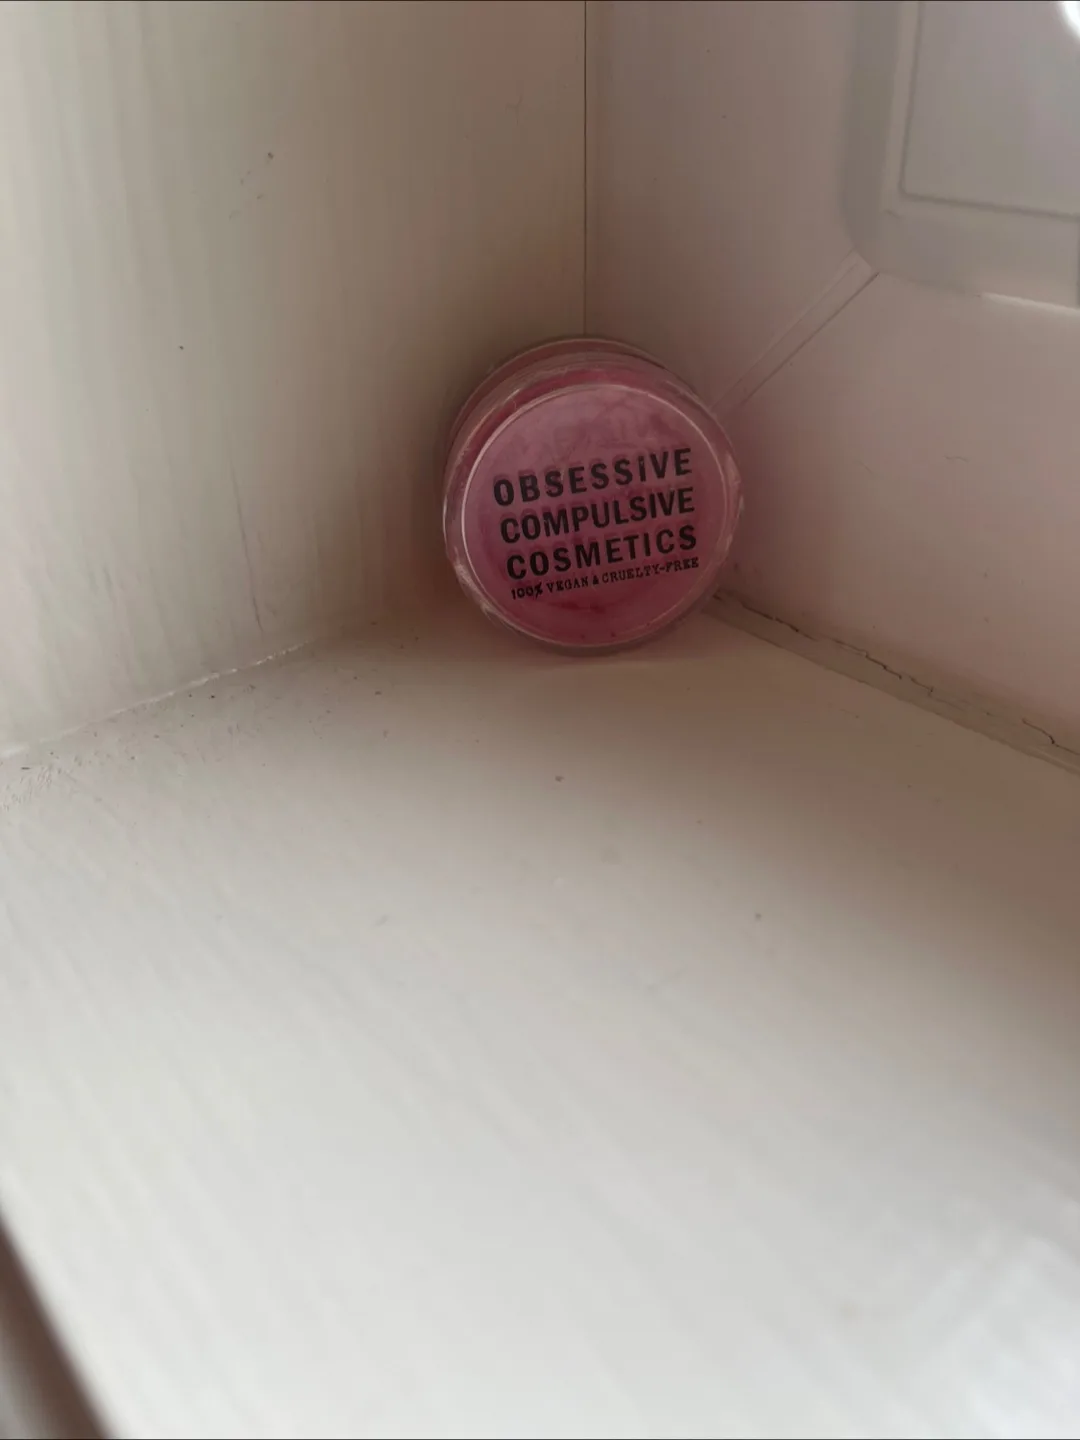 OBSESSIVE
COMPULSIVE
COSMETICS
100% VEGAN & CRUELTY-FREE